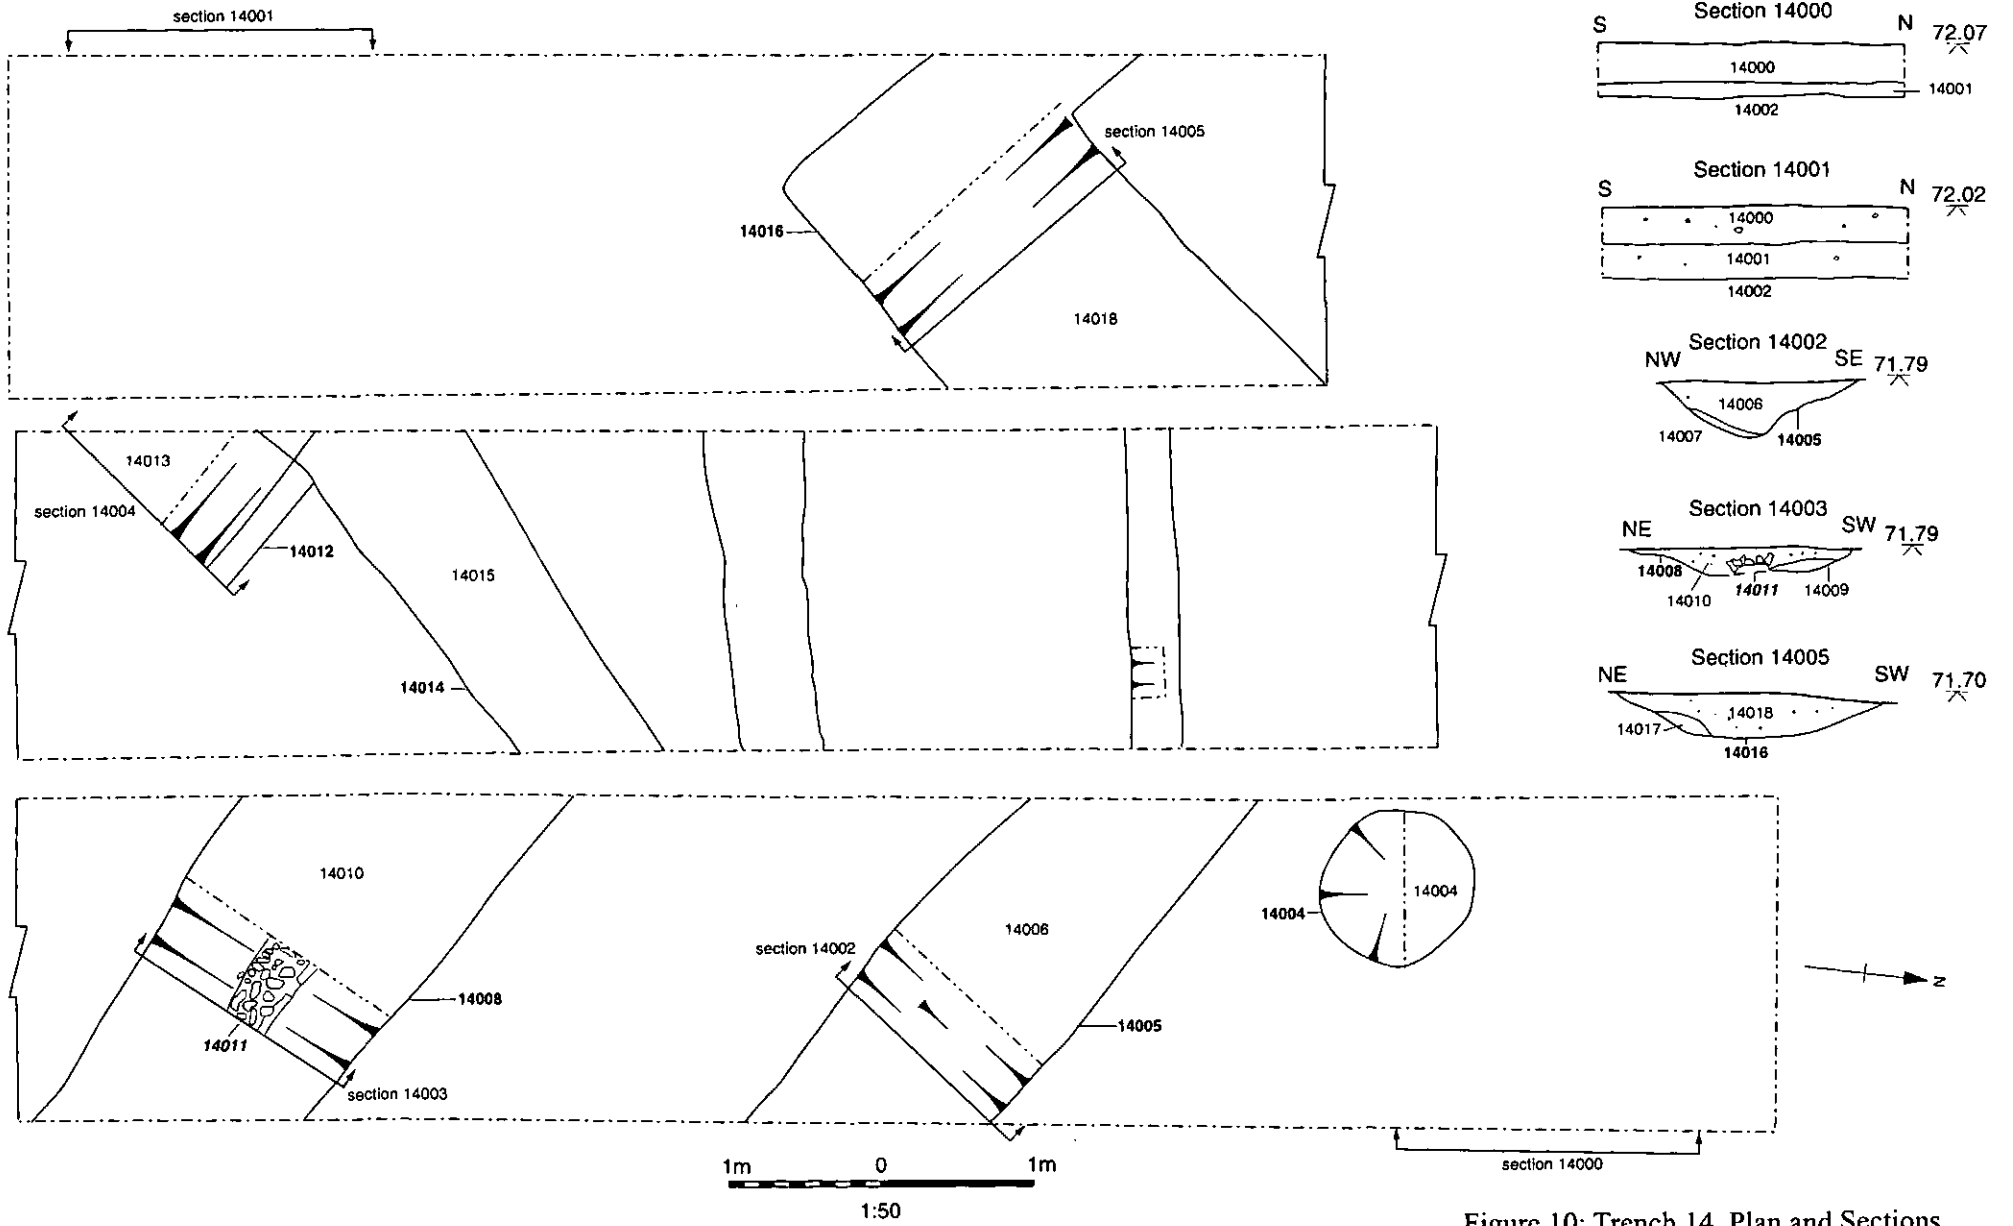 section 14001
section 14005
14016
14018
14013
section 14004
14012
14015
14014
14010
14008
14011
section 14003
section 14002
14006
14005
14004
14004
N
section 14000
1m 0 1m
1:50
Section 14000
S N 72.07
14000
14001
14002
Section 14001
S N 72.02
14000
14001
14002
Section 14002
NW SE 71.79
14006
14007 14005
Section 14003
NE SW 71.79
14008
14010 14011 14009
Section 14005
NE SW 71.70
14018
14017
14016
Figure 10: Trench 14, Plan and Sections